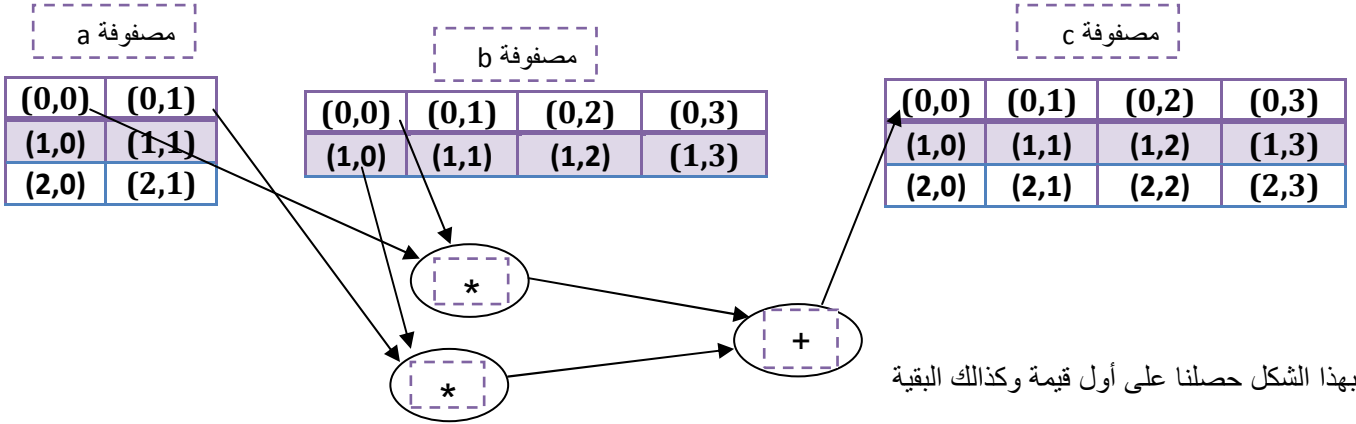 مصفوفة a
مصفوفة b
مصفوفة c
(0,0) (0,1)
(1,0) (1,1)
(2,0) (2,1)
(0,0) (0,1) (0,2) (0,3)
(1,0) (1,1) (1,2) (1,3)
(0,0) (0,1) (0,2) (0,3)
(1,0) (1,1) (1,2) (1,3)
(2,0) (2,1) (2,2) (2,3)
*
*
+
بهذا الشكل حصلنا على أول قيمة وكذالك البقية